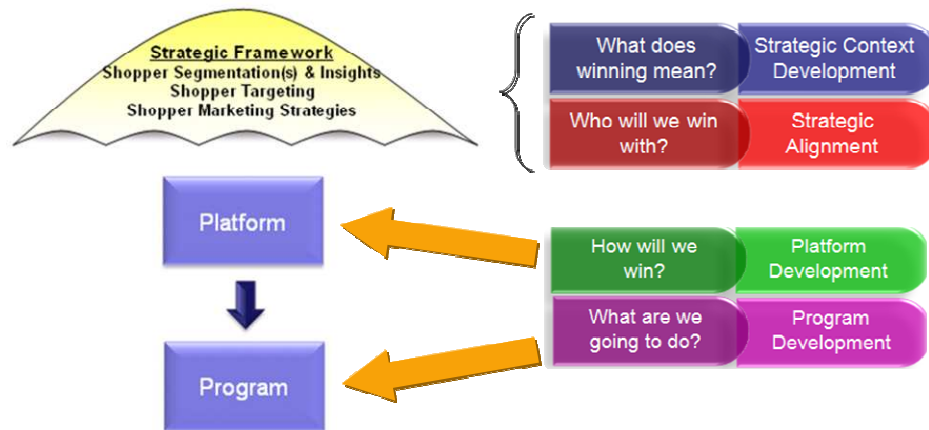 Strategic Framework
Shopper Segmentation(s) & Insights
Shopper Targeting
Shopper Marketing Strategies
What does
winning mean?
Strategic Context
Development
Who will we win
with?
Strategic
Alignment
Platform
How will we
win?
Platform
Development
What are we
going to do?
Program
Development
Program